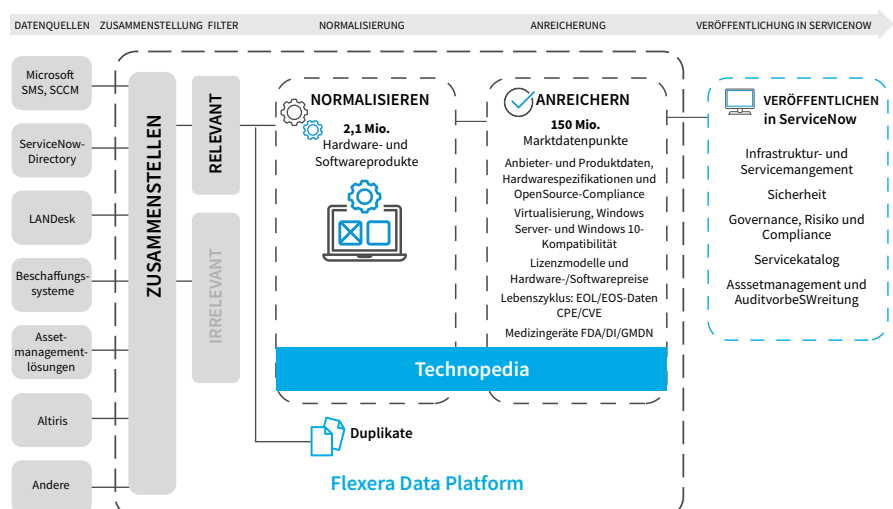 DATENQUELLEN
ZUSAMMENSTELLUNG
FILTER
NORMALISIERUNG
ANREICHERUNG
VERÖFFENTLICHUNG IN SERVICENOW
Microsoft
SMS, SCCM
ServiceNow-
Directory
LANDesk
Beschaffungs-
systeme
Asset-
management-
lösungen
Altiris
Andere
ZUSAMMENSTELLEN
RELEVANT
IRRELEVANT
NORMALISIEREN
2,1 Mio.
Hardware- und
Softwareprodukte
ANREICHERN
150 Mio.
Marktdatenpunkte
Anbieter- und Produktdaten,
Hardwarespezifikationen und
OpenSource-Compliance
Virtualisierung, Windows
Server- und Windows 10-
Kompatibilität
Lizenzmodelle und
Hardware-/Softwarepreise
Lebenszyklus: EOL/EOS-Daten
CPE/CVE
Medizingeräte FDA/DI/GMDN
Technopedia
Duplikate
Flexera Data Platform
VERÖFFENTLICHEN
in ServiceNow
Infrastruktur- und
Servicemangement
Sicherheit
Governance, Risiko und
Compliance
Servicekatalog
Asssetmanagement und
AuditvorbeSWreitung